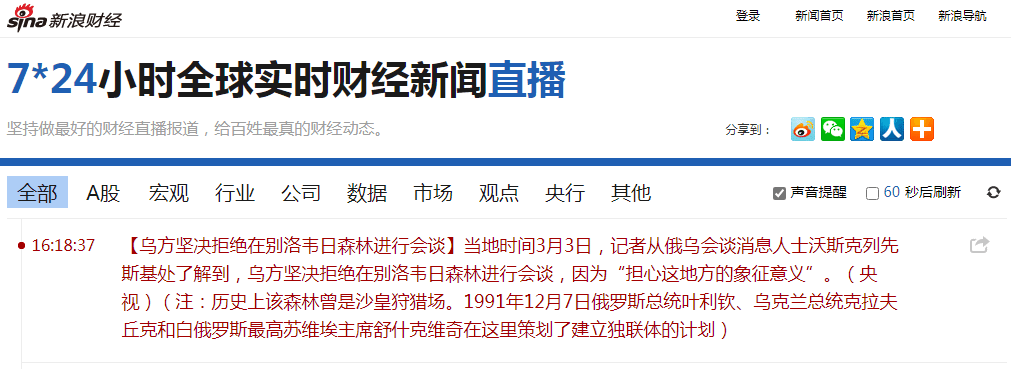 sina新浪财经
登录 新闻首页 新浪首页 新浪导航
7*24小时全球实时财经新闻直播
坚持做最好的财经直播报道，给百姓最真的财经动态。
分享到：
全部 A股 宏观 行业 公司 数据 市场 观点 央行 其他 声音提醒 60 秒后刷新
16:18:37 【乌方坚决拒绝在别洛韦日森林进行会谈】当地时间3月3日，记者从俄乌会谈消息人士沃斯克列先
斯基处了解到，乌方坚决拒绝在别洛韦日森林进行会谈，因为“担心这地方的象征意义”。（央
视）（注：历史上该森林曾是沙皇狩猎场。1991年12月7日俄罗斯总统叶利钦、乌克兰总统克拉夫
丘克和白俄罗斯最高苏维埃主席舒什克维奇在这里策划了建立独联体的计划）